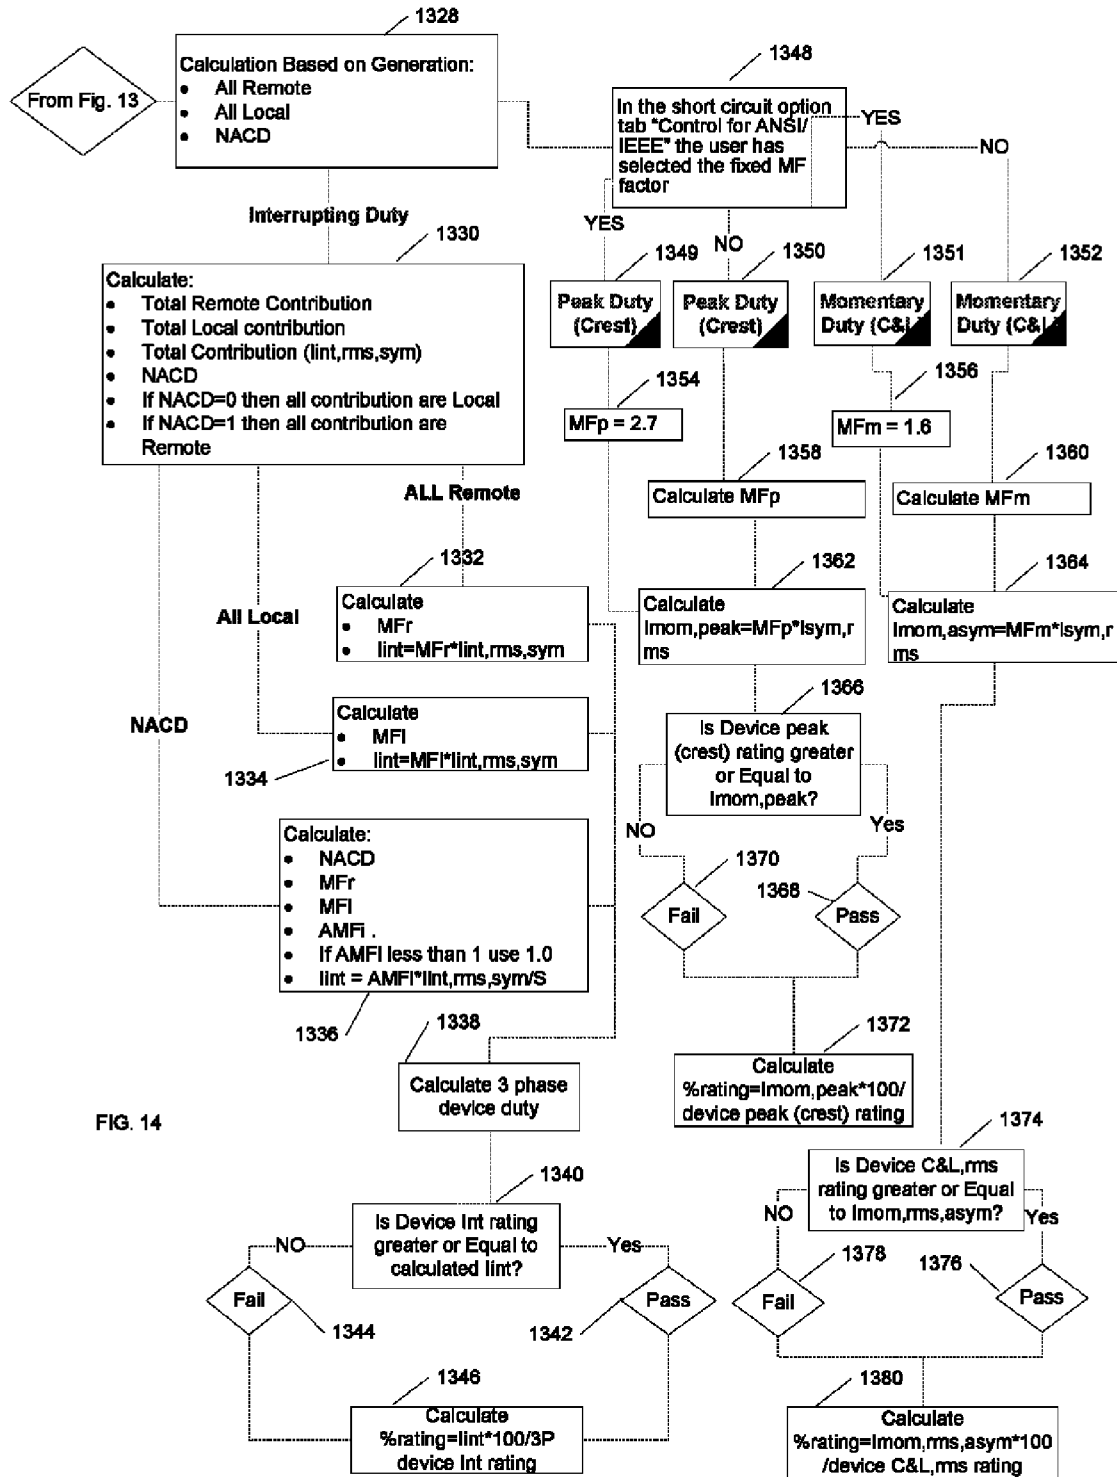 1328
Calculation Based on Generation:
• All Remote
• All Local
• NACD
From Fig. 13
1348
In the short circuit option
tab “Control for ANSI/
IEEE” the user has
selected the fixed MF
factor
YES
NO
Interrupting Duty
1330
Calculate:
• Total Remote Contribution
• Total Local contribution
• Total Contribution (Iint,rms,sym)
• NACD
• If NACD=0 then all contribution are Local
• If NACD=1 then all contribution are
Remote
YES
NO
1349
Peak Duty
(Crest)
1350
Peak Duty
(Crest)
1351
Momentary
Duty (C&L)
1352
Momentary
Duty (C&L)
1354
MFp = 2.7
1356
MFm = 1.6
1358
Calculate MFp
1360
Calculate MFm
ALL Remote
1332
Calculate
• MFr
• Iint=MFr*Iint,rms,sym
All Local
1362
Calculate
Imom,peak=MFp*Isym,r
ms
1364
Calculate
Imom,asym=MFm*Isym,r
ms
NACD
Calculate
• MFl
• Iint=MFl*Iint,rms,sym
1334
1366
Is Device peak
(crest) rating greater
or Equal to
Imom,peak?
NO
Yes
Calculate:
• NACD
• MFr
• MFl
• AMFi .
• If AMFI less than 1 use 1.0
• Iint = AMFI*Iint,rms,sym/S
1336
1370
Fail
1368
Pass
1338
Calculate 3 phase
device duty
1372
Calculate
%rating=Imom,peak*100/
device peak (crest) rating
FIG. 14
1340
Is Device Int rating
greater or Equal to
calculated Iint?
NO
Yes
1374
Is Device C&L,rms
rating greater or Equal
to Imom,rms,asym?
NO
Yes
Fail
1344
Pass
1342
1378
Fail
1376
Pass
1346
Calculate
%rating=Iint*100/3P
device Int rating
1380
Calculate
%rating=Imom,rms,asym*100
/device C&L,rms rating